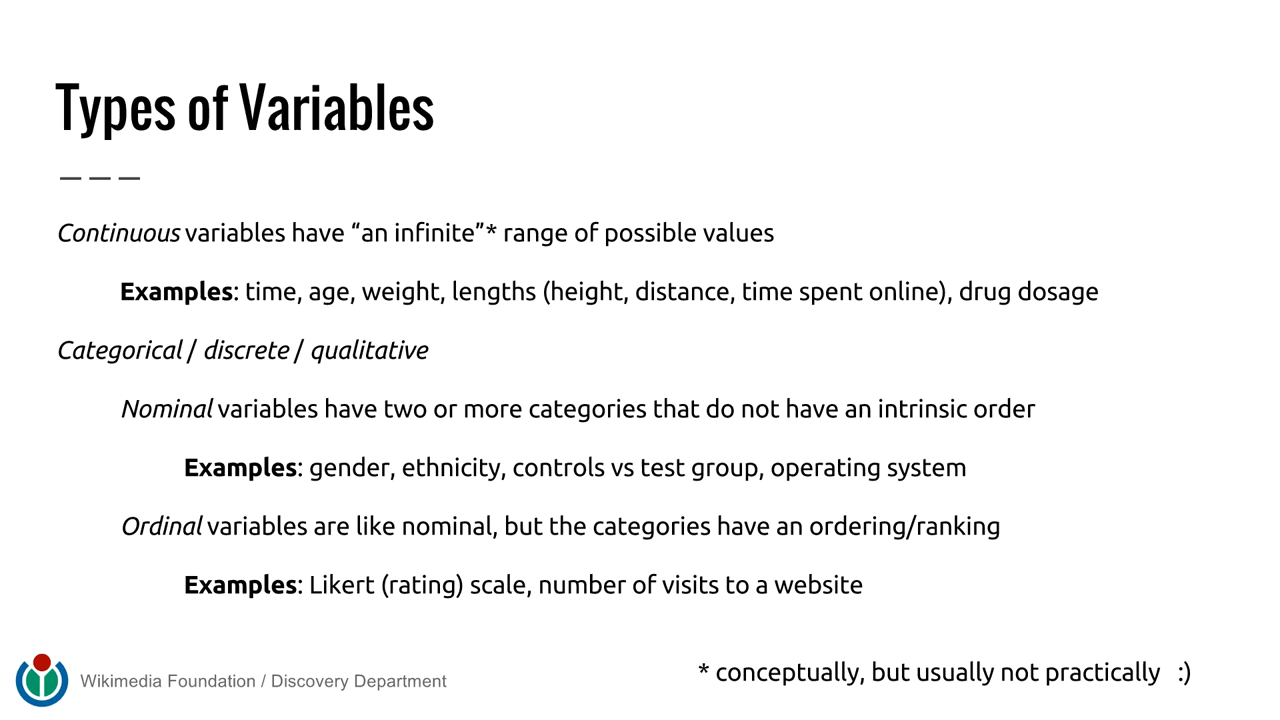 Types of Variables
Continuous variables have “an infinite”* range of possible values
Examples: time, age, weight, lengths (height, distance, time spent online), drug dosage
Categorical / discrete / qualitative
Nominal variables have two or more categories that do not have an intrinsic order
Examples: gender, ethnicity, controls vs test group, operating system
Ordinal variables are like nominal, but the categories have an ordering/ranking
Examples: Likert (rating) scale, number of visits to a website
Wikimedia Foundation / Discovery Department
* conceptually, but usually not practically :)